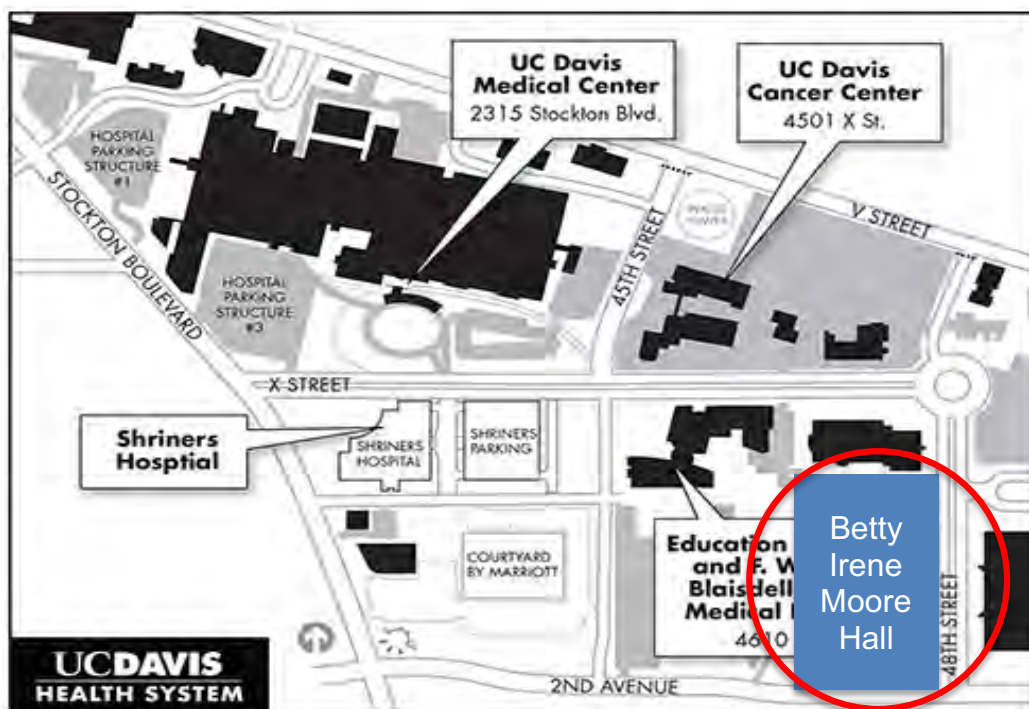 UC Davis
Medical Center
2315 Stockton Blvd.
UC Davis
Cancer Center
4501 X St.
HOSPITAL
PARKING
STRUCTURE
#1
STOCKTON BOULEVARD
HOSPITAL
PARKING
STRUCTURE
#3
45TH STREET
V STREET
X STREET
Shriners
Hosptial
SHRINERS
HOSPITAL
SHRINERS
PARKING
COURTYARD
BY MARRIOTT
Education
and F. W
Blaisdell
Medical
4610
Betty
Irene
Moore
Hall
48TH STREET
2ND AVENUE
UCDAVIS
HEALTH SYSTEM